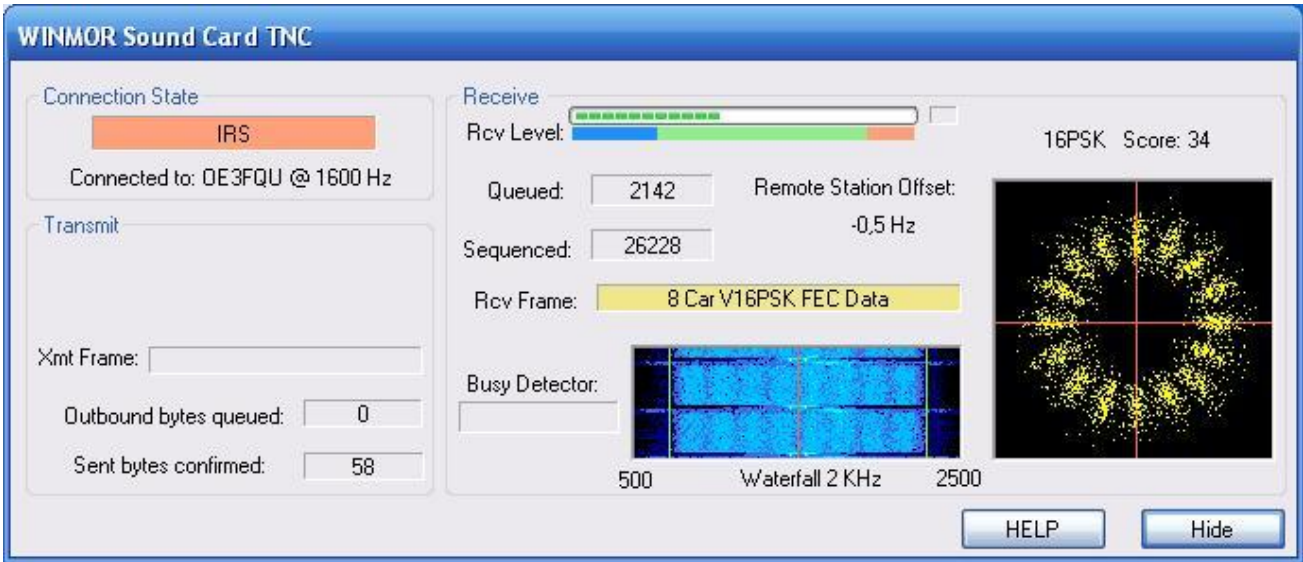 WINMOR Sound Card TNC
Connection State
IRS
Connected to: OE3FQU @ 1600 Hz
Transmit
Xmt Frame:
Outbound bytes queued: 0
Sent bytes confirmed: 58
Receive
Rcv Level:
Queued: 2142
Sequenced: 26228
Remote Station Offset:
-0,5 Hz
Rcv Frame: 8 Car V16PSK FEC Data
Busy Detector:
500 Waterfall 2 KHz 2500
16PSK Score: 34
HELP Hide